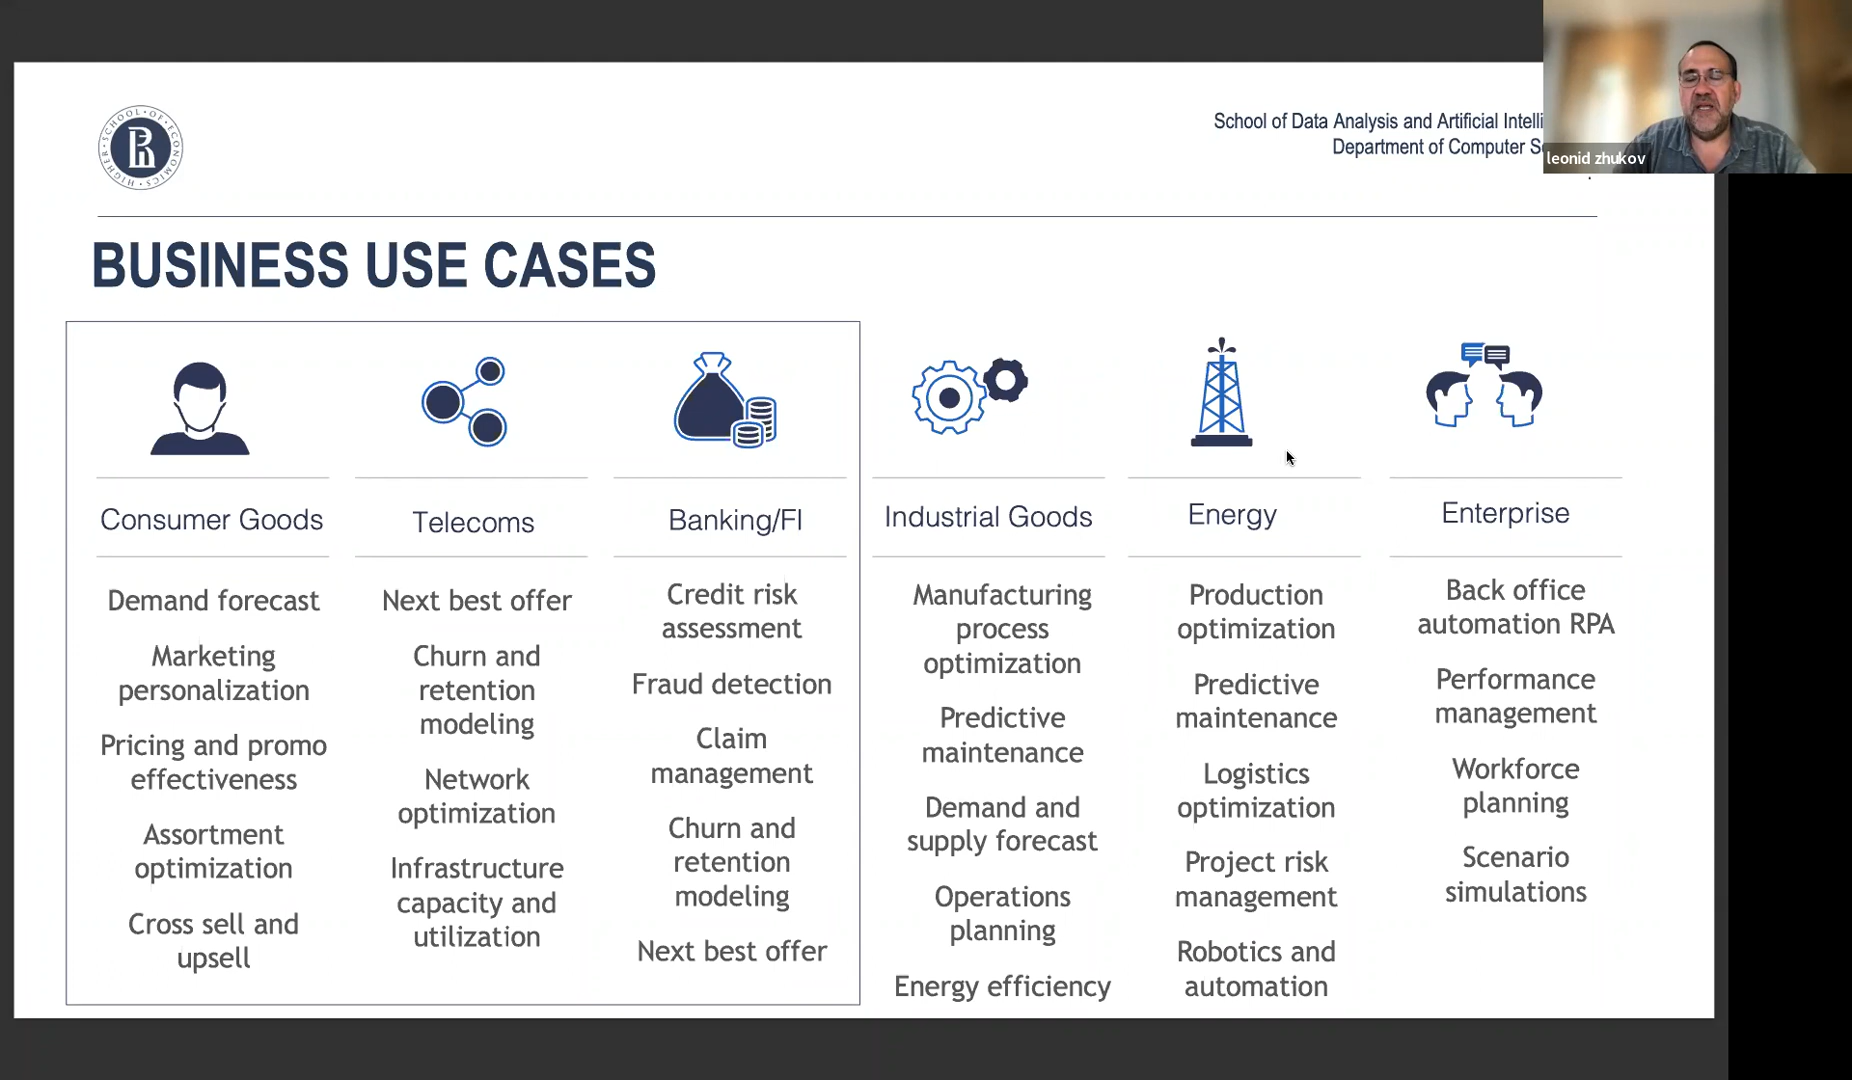 HIGHER · SCHOOL · OF · ECONOMICS
School of Data Analysis and Artificial Intelli
Department of Computer S
leonid zhukov
BUSINESS USE CASES
Consumer Goods
Demand forecast
Marketing
personalization
Pricing and promo
effectiveness
Assortment
optimization
Cross sell and
upsell
Telecoms
Next best offer
Churn and
retention
modeling
Network
optimization
Infrastructure
capacity and
utilization
Banking/FI
Credit risk
assessment
Fraud detection
Claim
management
Churn and
retention
modeling
Next best offer
Industrial Goods
Manufacturing
process
optimization
Predictive
maintenance
Demand and
supply forecast
Operations
planning
Energy efficiency
Energy
Production
optimization
Predictive
maintenance
Logistics
optimization
Project risk
management
Robotics and
automation
Enterprise
Back office
automation RPA
Performance
management
Workforce
planning
Scenario
simulations